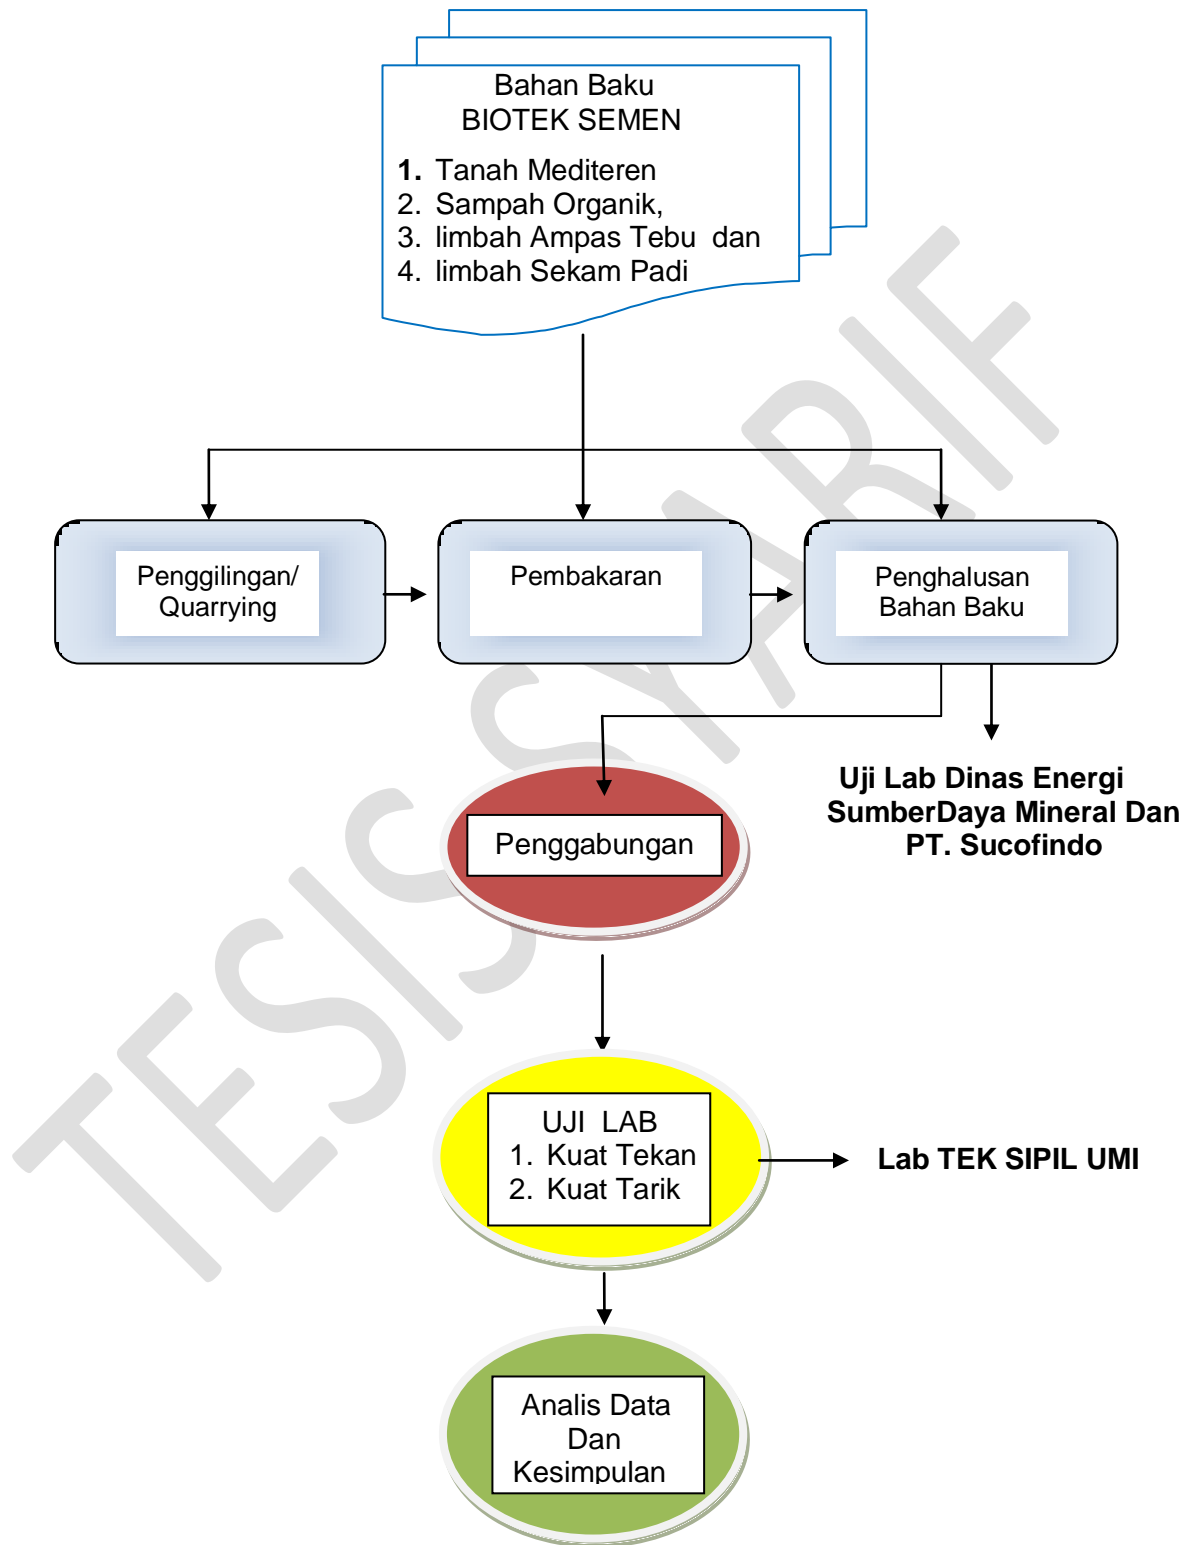 Bahan Baku
BIOTEK SEMEN
1. Tanah Mediteren
2. Sampah Organik,
3. limbah Ampas Tebu dan
4. limbah Sekam Padi
Penggilingan/
Quarrying
Pembakaran
Penghalusan
Bahan Baku
Uji Lab Dinas Energi
SumberDaya Mineral Dan
PT. Sucofindo
Penggabungan
UJI LAB
1. Kuat Tekan
2. Kuat Tarik
Lab TEK SIPIL UMI
Analis Data
Dan
Kesimpulan
TESIS SYARIF